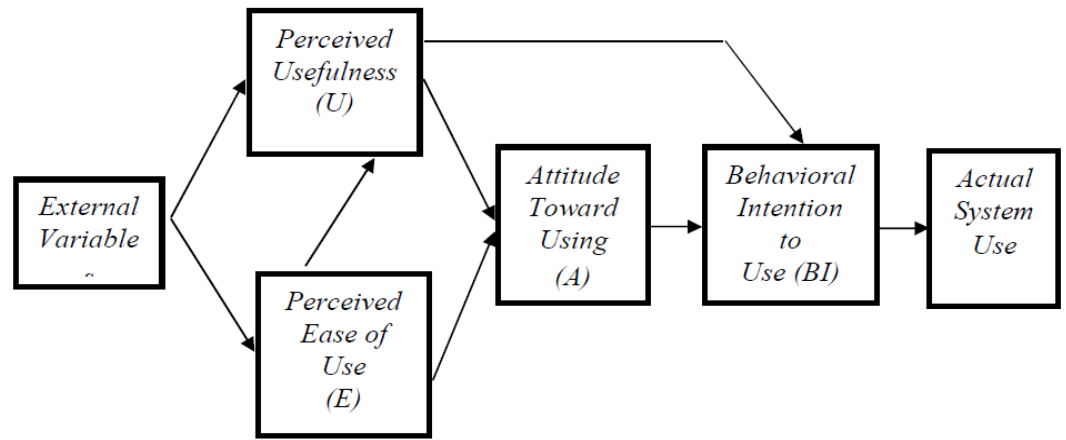 Perceived
Usefulness
(U)
External
Variable
Perceived
Ease of
Use
(E)
Attitude
Toward
Using
(A)
Behavioral
Intention
to
Use (BI)
Actual
System
Use